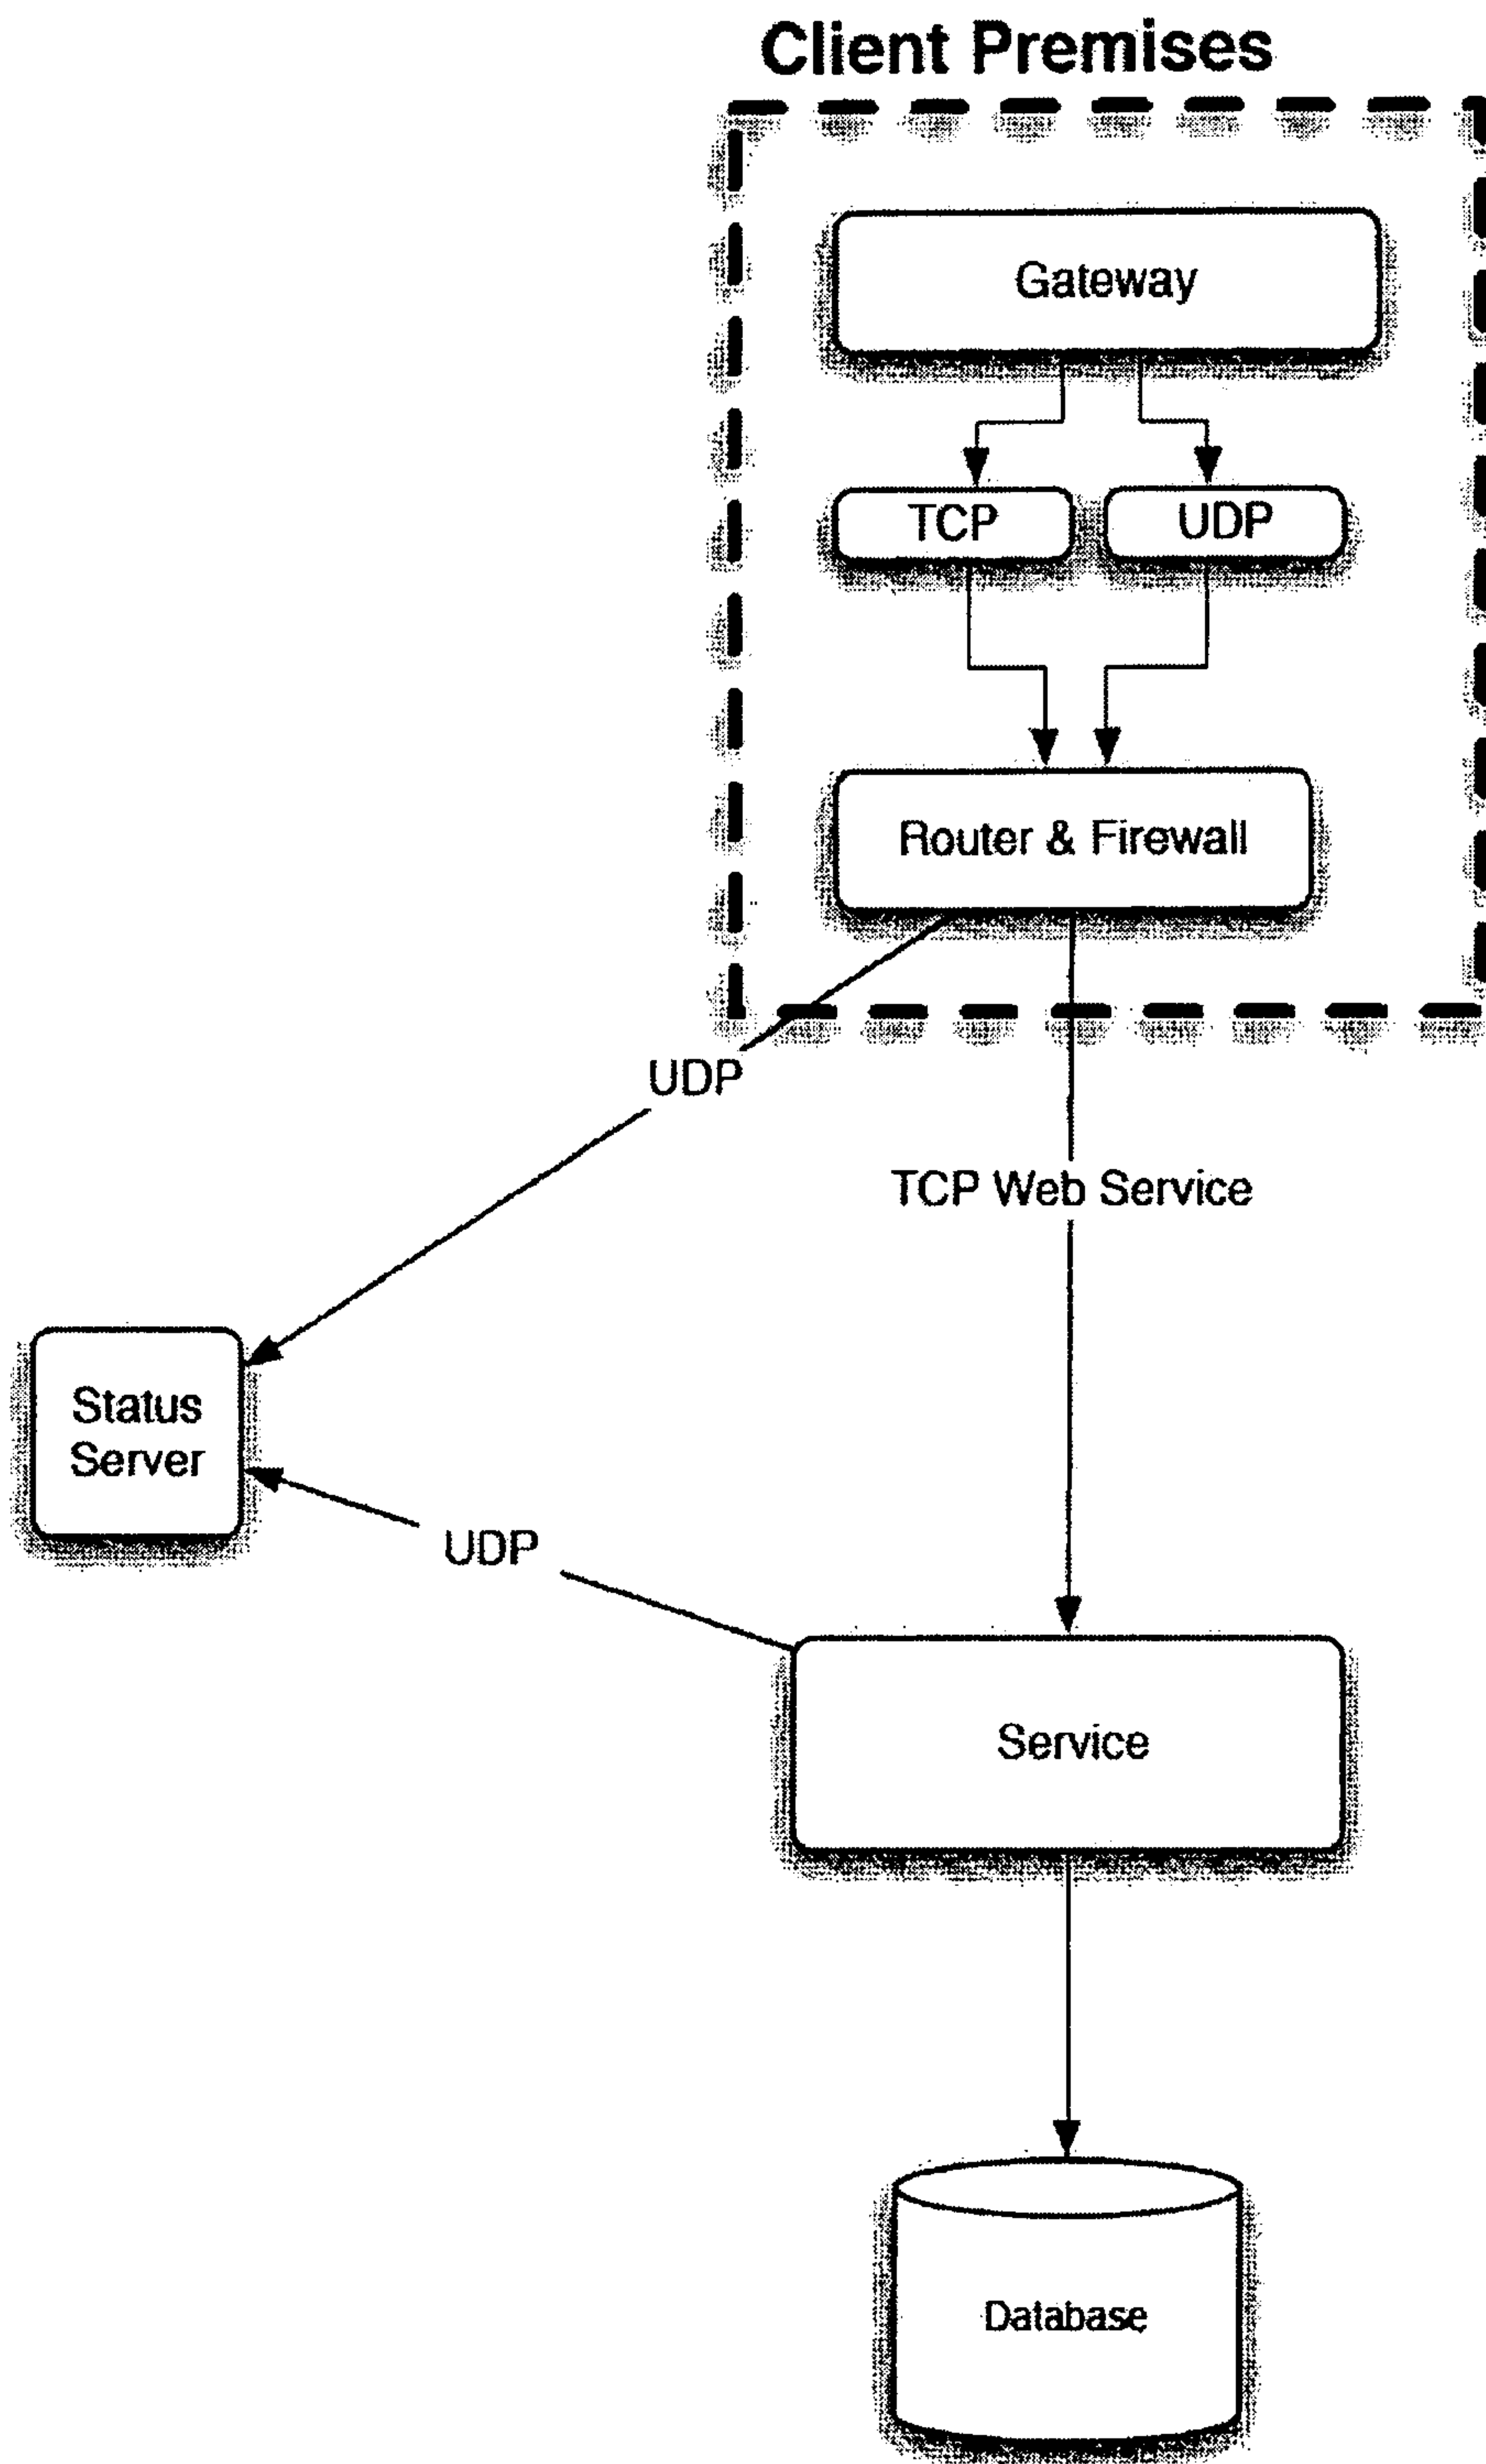 Client Premises
Gateway
TCP
UDP
Router & Firewall
UDP
TCP Web Service
Status
Server
UDP
Service
Database